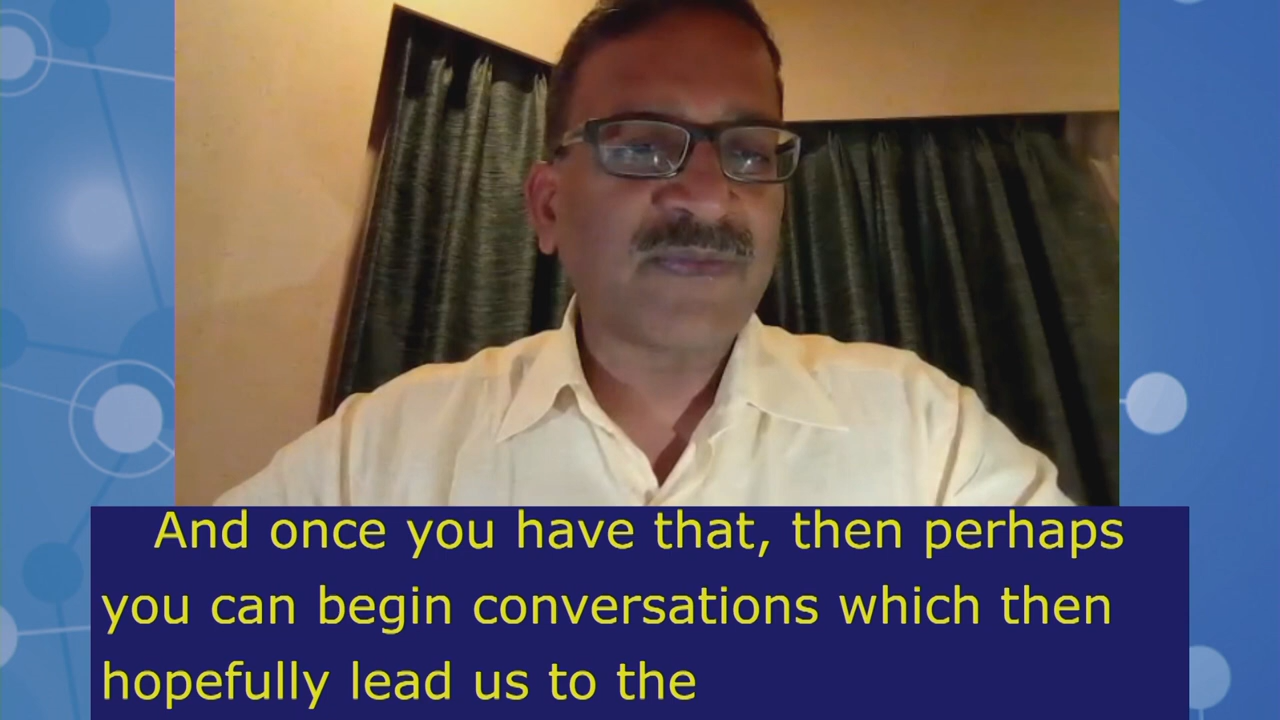 And once you have that, then perhaps
you can begin conversations which then
hopefully lead us to the